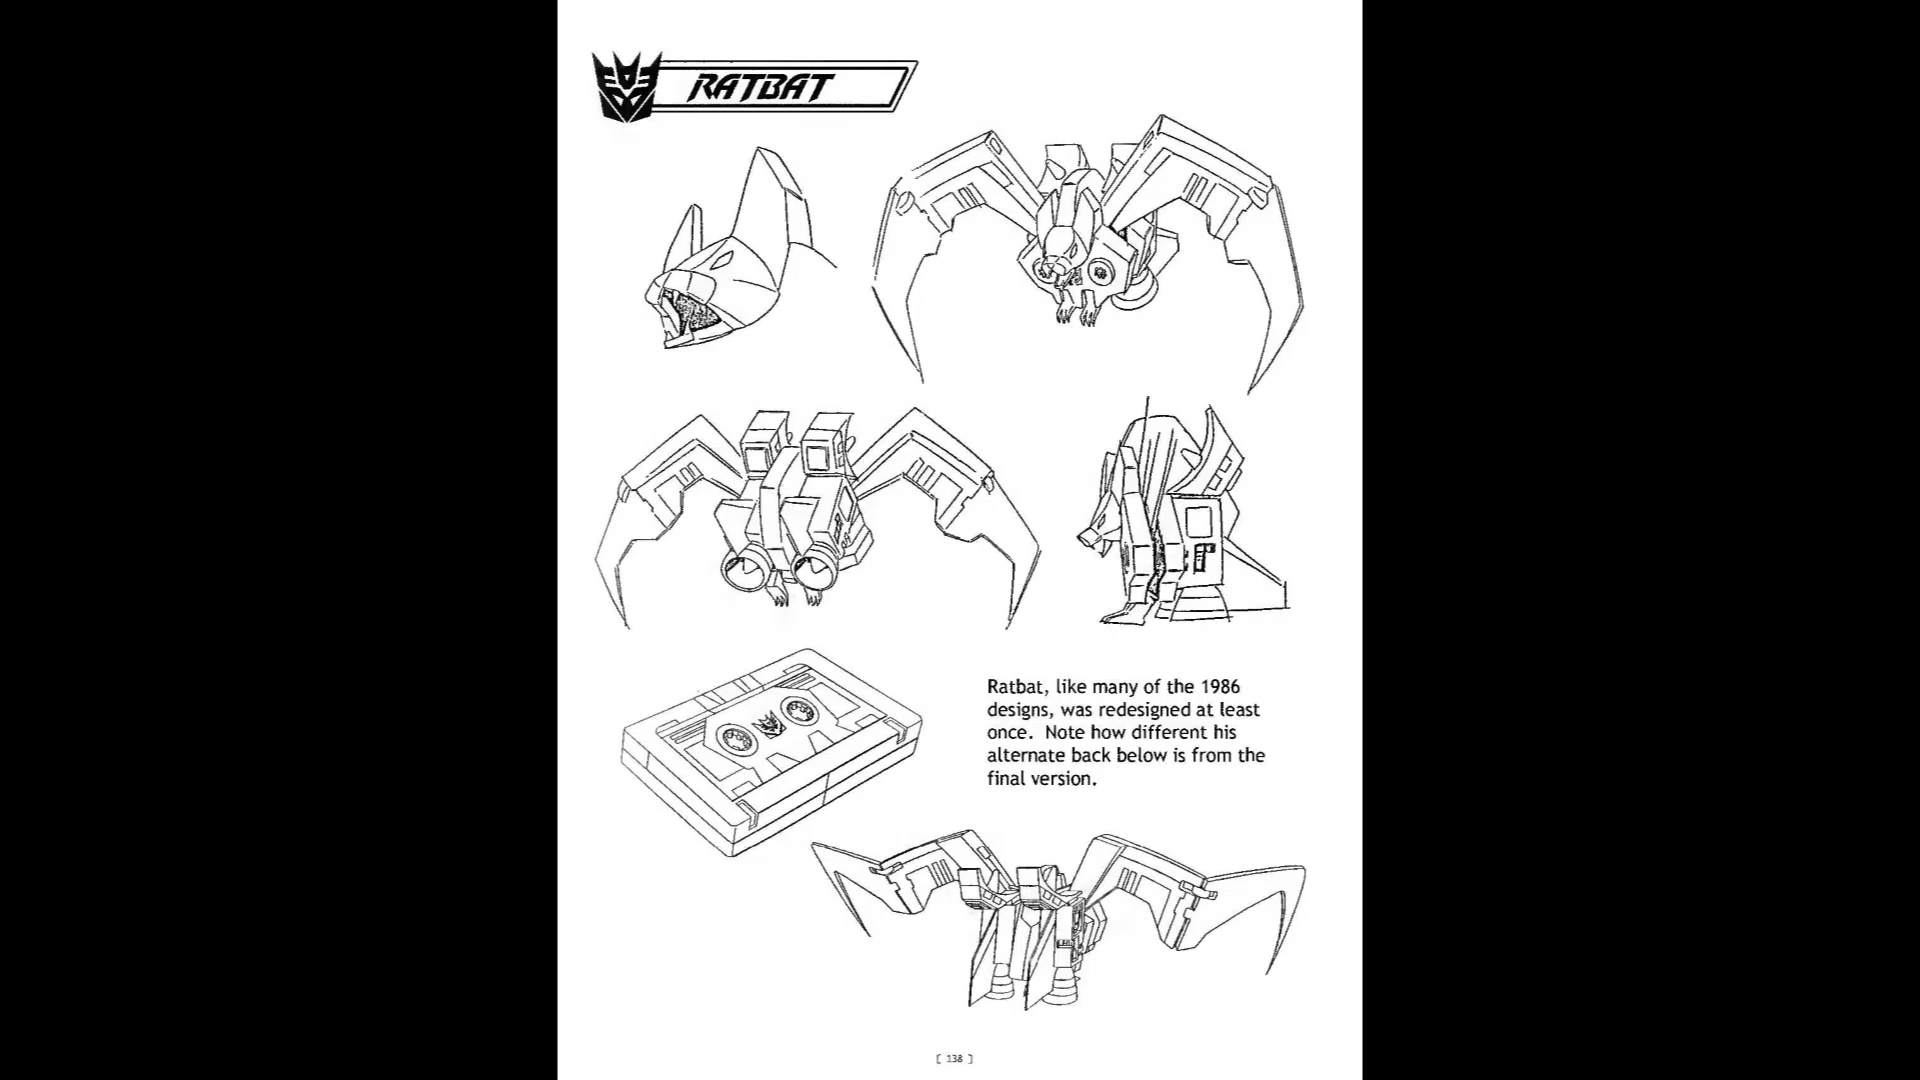 RATBAT
Ratbat, like many of the 1986
designs, was redesigned at least
once. Note how different his
alternate back below is from the
final version.
[ 138 ]